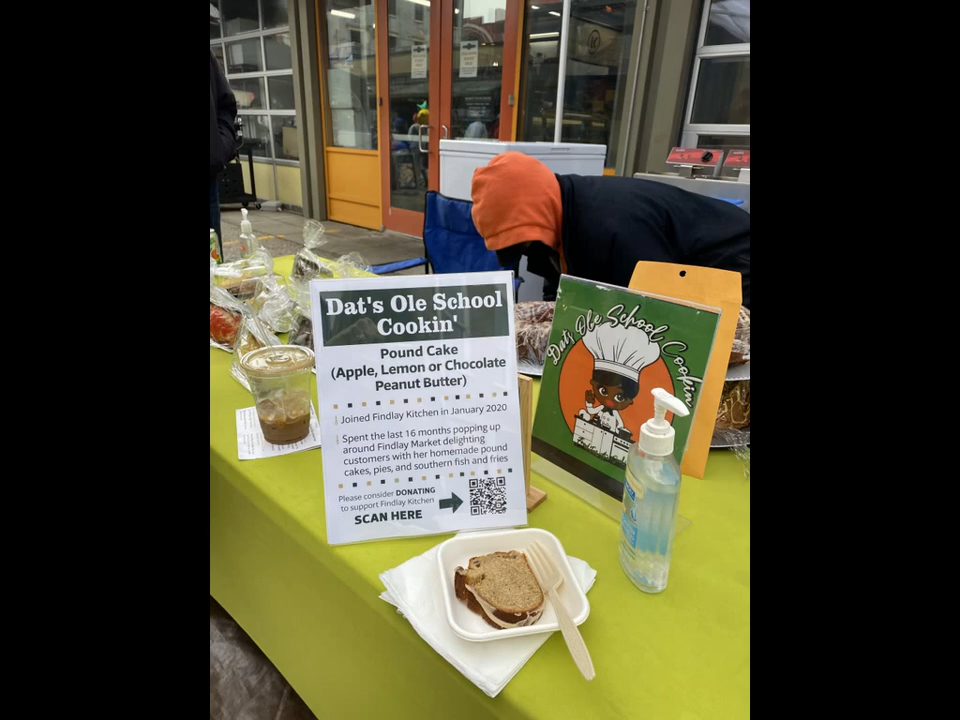 Dat's Ole School
Cookin'
Pound Cake
(Apple, Lemon or Chocolate
Peanut Butter)
Joined Findlay Kitchen in January 2020
Spent the last 16 months popping up
around Findlay Market delighting
customers with her homemade pound
cakes, pies, and southern fish and fries
Please consider DONATING
to support Findlay Kitchen
SCAN HERE
Dat's Ole School Cookin